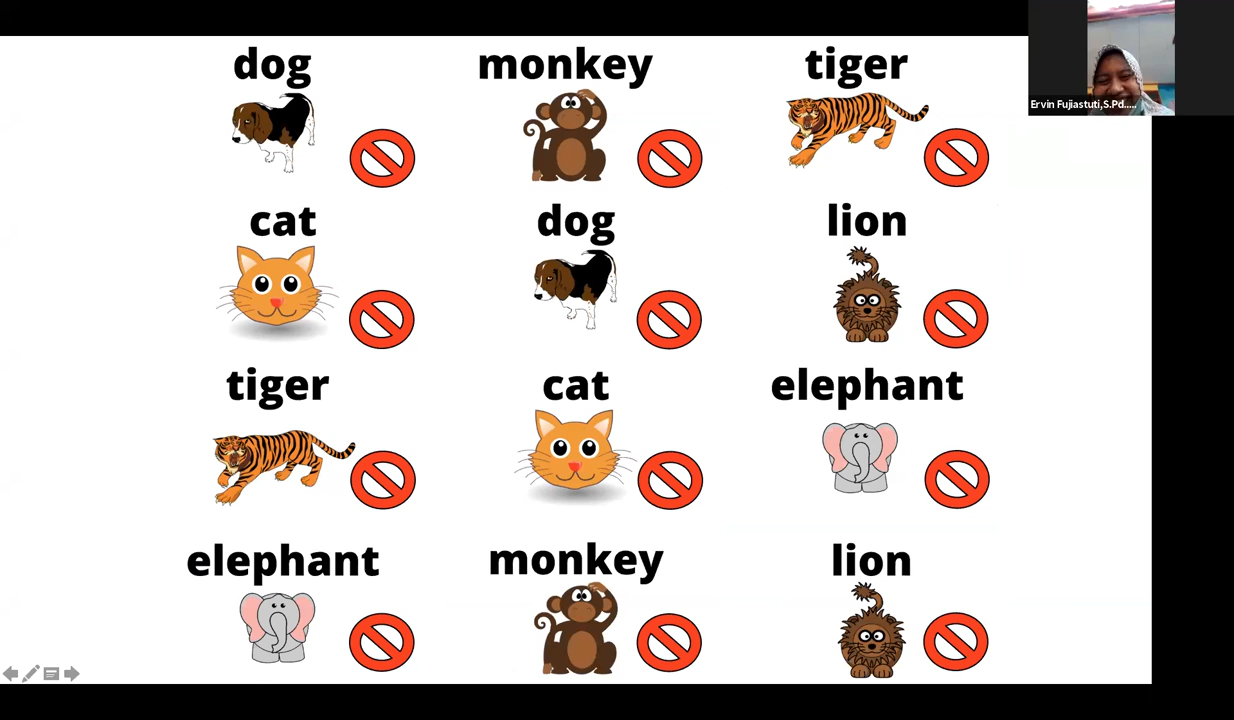 dog monkey tiger
Ervin Fujiastuti,S.Pd.....
cat dog lion
tiger cat elephant
elephant monkey lion